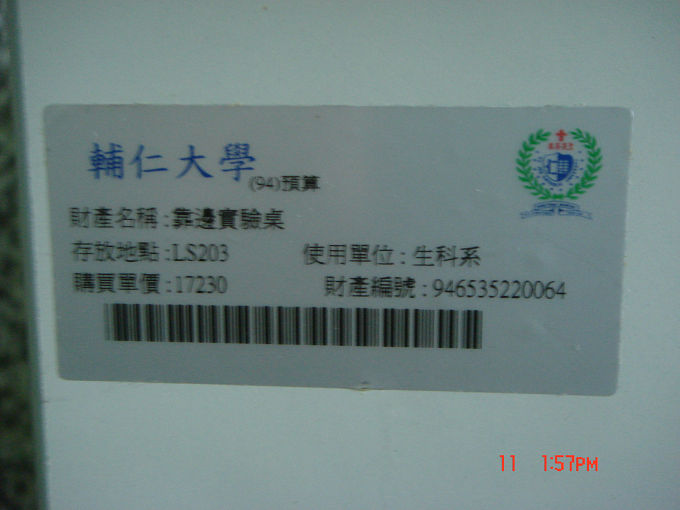 輔仁大學
(94)預算
財產名稱:靠邊實驗桌
存放地點:LS203 使用單位:生科系
購買單價:17230 財產編號:946535220064
11 1:57PM